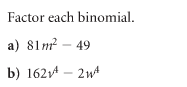 Factor each binomial.
a) 81m² − 49
b) 162v⁴ − 2w⁴